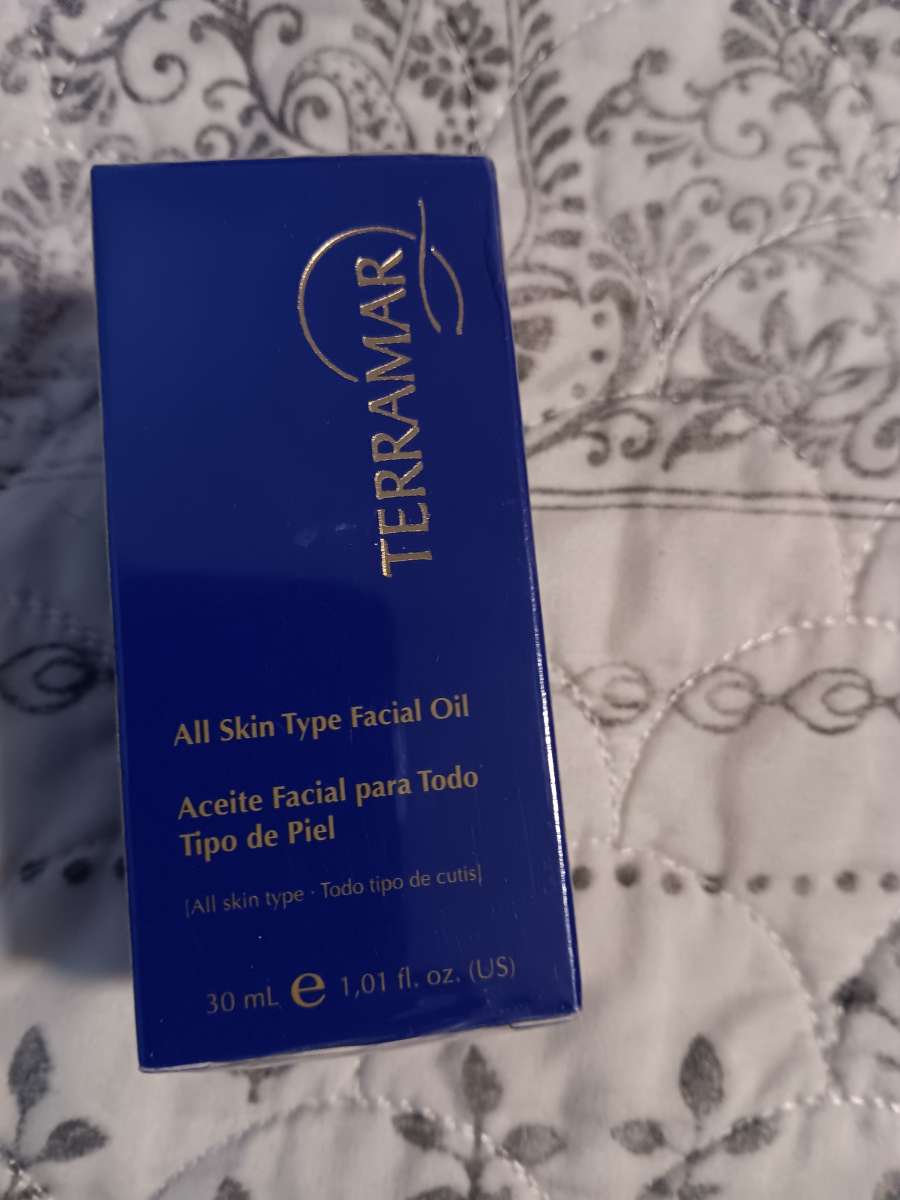 TERRAMAR
All Skin Type Facial Oil
Aceite Facial para Todo
Tipo de Piel
[All skin type · Todo tipo de cutis]
30 mL ℮ 1,01 fl. oz. (US)